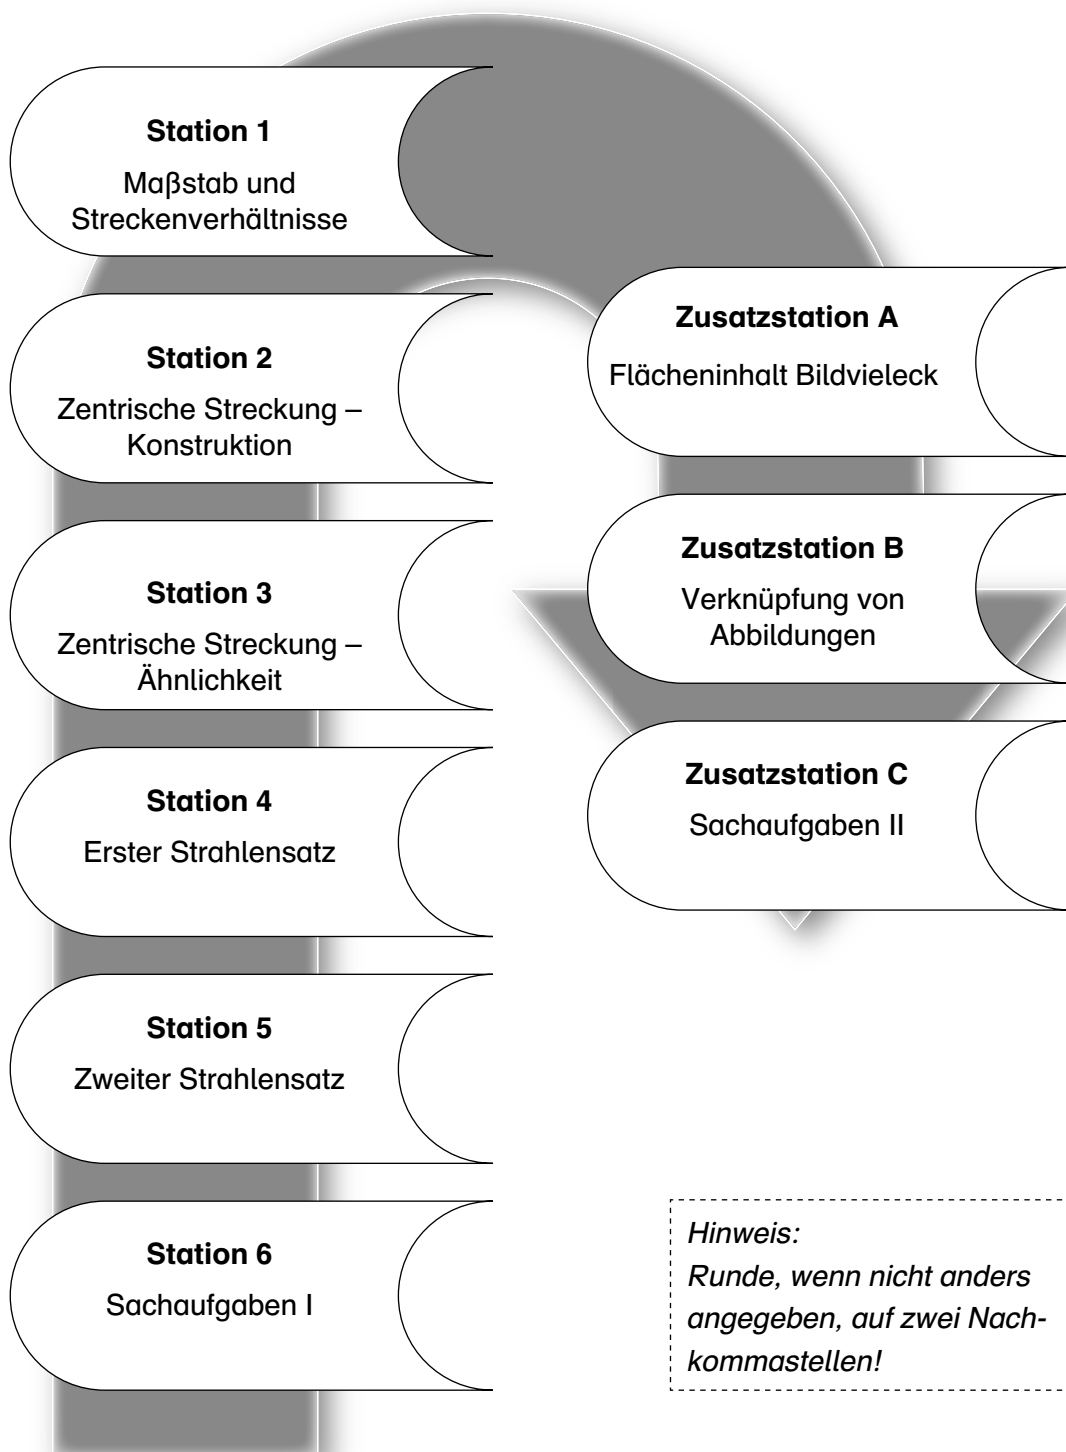 Station 1
Maßstab und
Streckenverhältnisse
Station 2
Zentrische Streckung –
Konstruktion
Station 3
Zentrische Streckung –
Ähnlichkeit
Station 4
Erster Strahlensatz
Station 5
Zweiter Strahlensatz
Station 6
Sachaufgaben I
Zusatzstation A
Flächeninhalt Bildvieleck
Zusatzstation B
Verknüpfung von
Abbildungen
Zusatzstation C
Sachaufgaben II
Hinweis:
Runde, wenn nicht anders
angegeben, auf zwei Nach-
kommastellen!